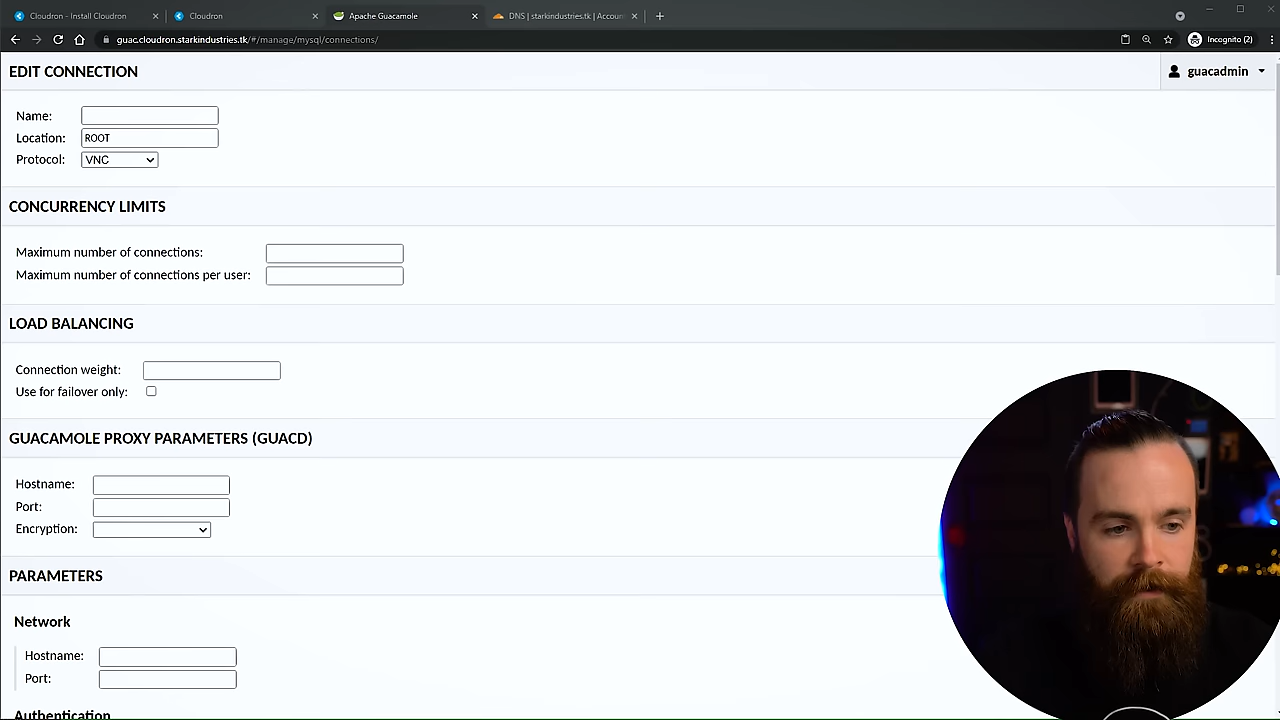 Cloudron - Install Cloudron
Cloudron
Apache Guacamole
DNS | starkindustries.tk | Account
guac.cloudron.starkindustries.tk/#/manage/mysql/connections/
Incognito (2)
EDIT CONNECTION
guacadmin
Name:
Location: ROOT
Protocol: VNC
CONCURRENCY LIMITS
Maximum number of connections:
Maximum number of connections per user:
LOAD BALANCING
Connection weight:
Use for failover only:
GUACAMOLE PROXY PARAMETERS (GUACD)
Hostname:
Port:
Encryption:
PARAMETERS
Network
Hostname:
Port:
Authentication